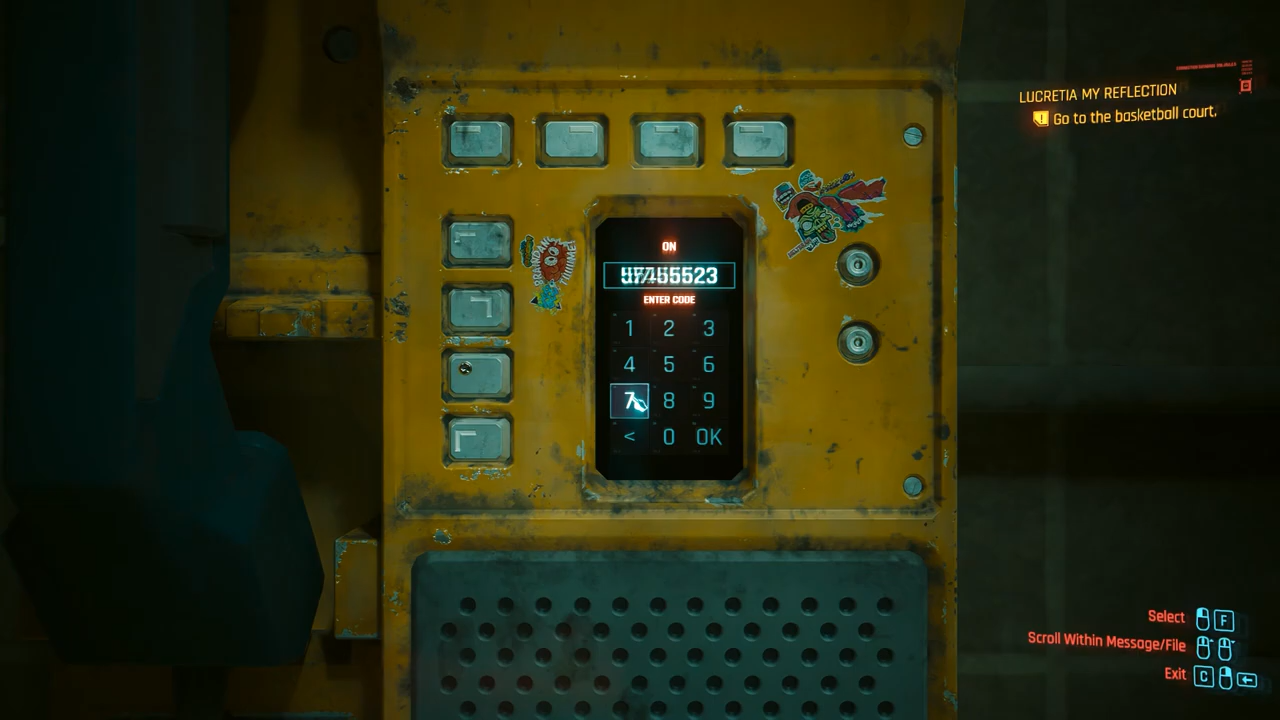 LUCRETIA MY REFLECTION
Go to the basketball court.
ON
ENTER CODE
1 2 3
4 5 6
7 8 9
< 0 OK
Select F
Scroll Within Message/File
Exit C